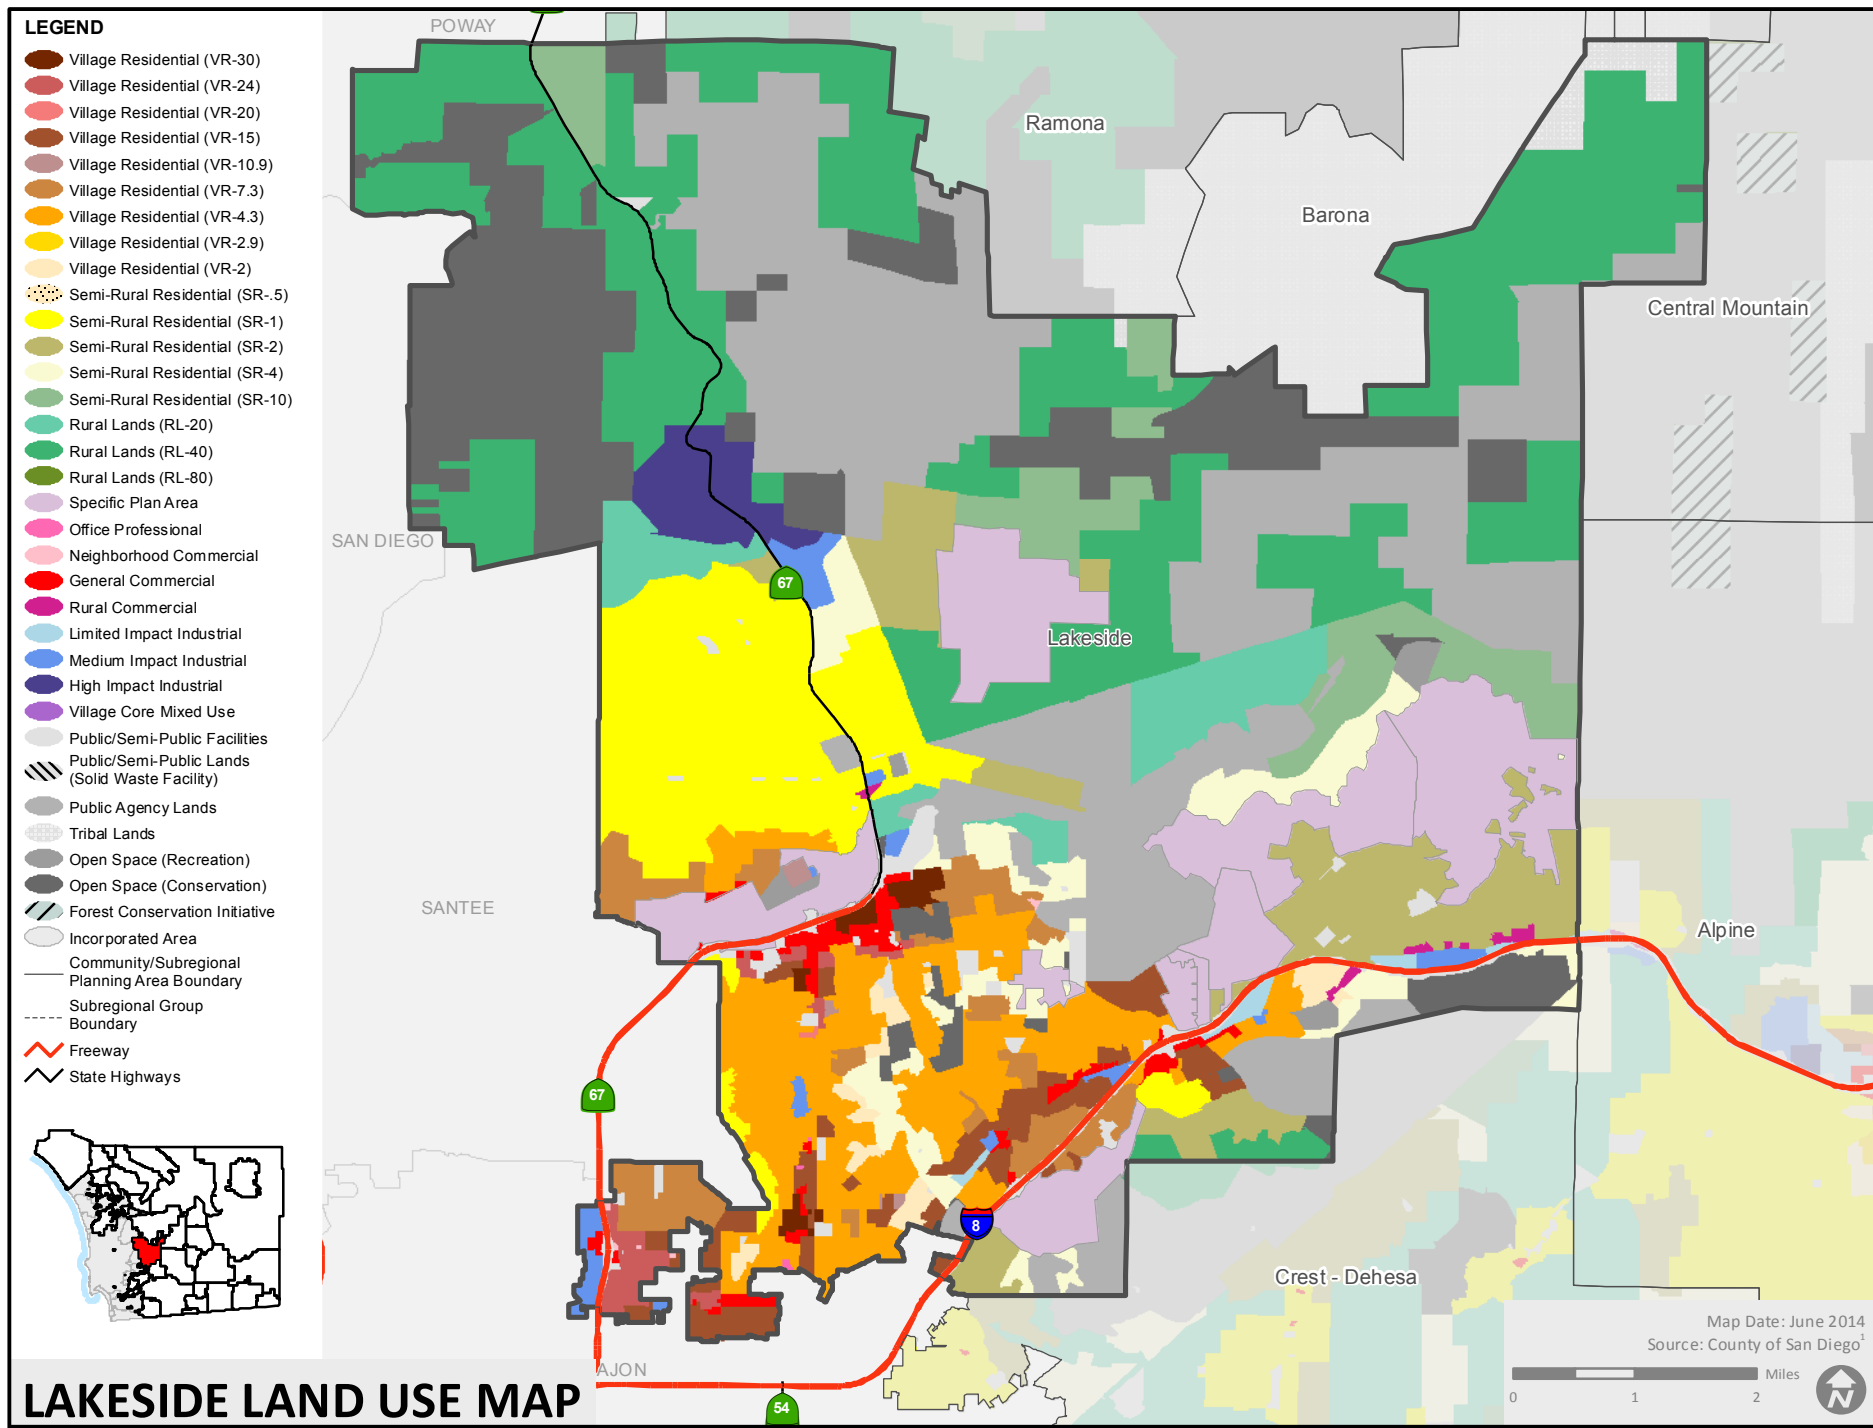 LEGEND
Village Residential (VR-30)
Village Residential (VR-24)
Village Residential (VR-20)
Village Residential (VR-15)
Village Residential (VR-10.9)
Village Residential (VR-7.3)
Village Residential (VR-4.3)
Village Residential (VR-2.9)
Village Residential (VR-2)
Semi-Rural Residential (SR-.5)
Semi-Rural Residential (SR-1)
Semi-Rural Residential (SR-2)
Semi-Rural Residential (SR-4)
Semi-Rural Residential (SR-10)
Rural Lands (RL-20)
Rural Lands (RL-40)
Rural Lands (RL-80)
Specific Plan Area
Office Professional
Neighborhood Commercial
General Commercial
Rural Commercial
Limited Impact Industrial
Medium Impact Industrial
High Impact Industrial
Village Core Mixed Use
Public/Semi-Public Facilities
Public/Semi-Public Lands
(Solid Waste Facility)
Public Agency Lands
Tribal Lands
Open Space (Recreation)
Open Space (Conservation)
Forest Conservation Initiative
Incorporated Area
Community/Subregional
Planning Area Boundary
Subregional Group
Boundary
Freeway
State Highways
POWAY
Ramona
Barona
Central Mountain
SAN DIEGO
67
Lakeside
SANTEE
Alpine
67
8
Crest - Dehesa
AJON
54
Map Date: June 2014
Source: County of San Diego1
Miles
0 1 2
N
LAKESIDE LAND USE MAP